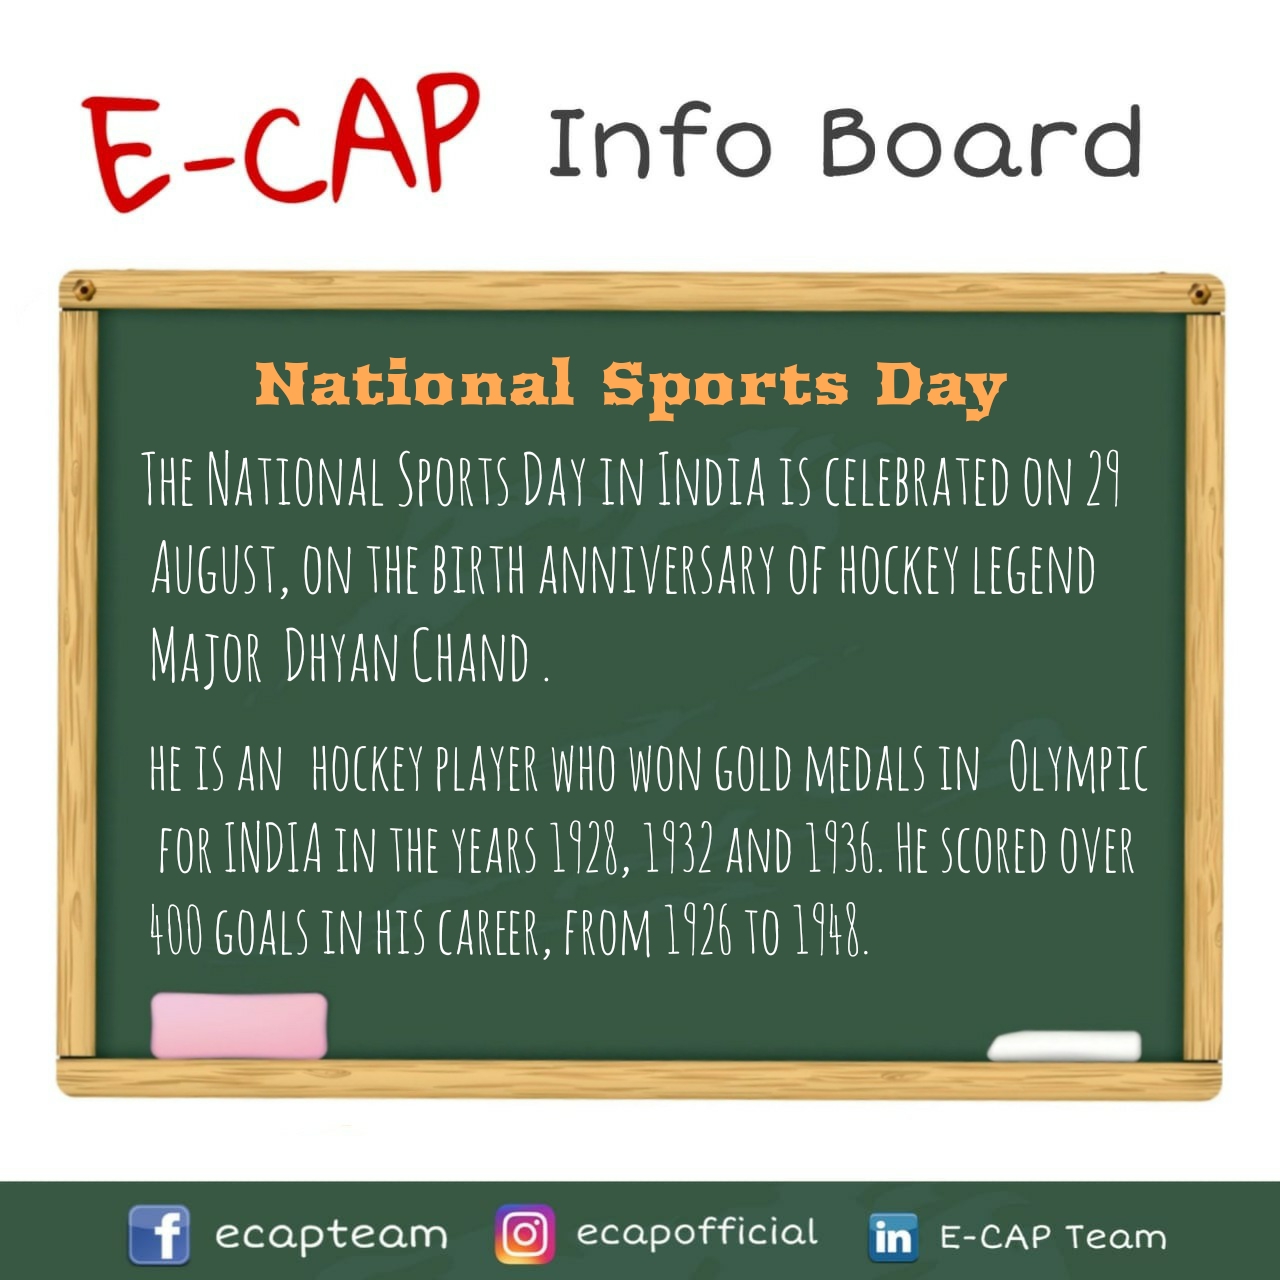 E-CAP Info Board
National Sports Day
The National Sports Day in India is celebrated on 29
August, on the birth anniversary of hockey legend
Major Dhyan Chand .
he is an hockey player who won gold medals in Olympic
for INDIA in the years 1928, 1932 and 1936. He scored over
400 goals in his career, from 1926 to 1948.
ecapteam ecapofficial in E-CAP Team